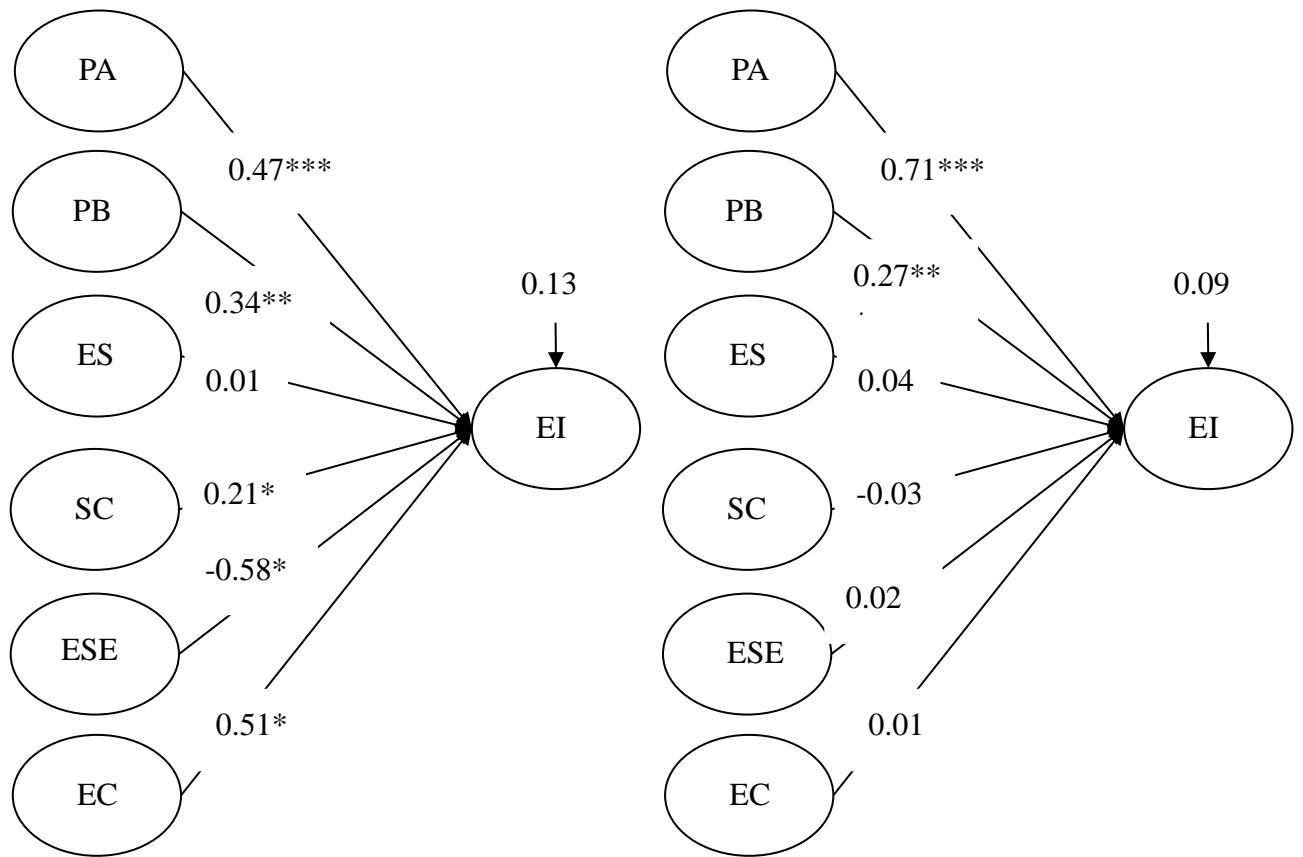 PA
0.47***
PB
0.34**
ES
0.01
SC
0.21*
-0.58*
ESE
0.51*
EC
0.13
EI
PA
0.71***
PB
0.27**
ES
0.04
SC
-0.03
0.02
ESE
0.01
EC
0.09
EI